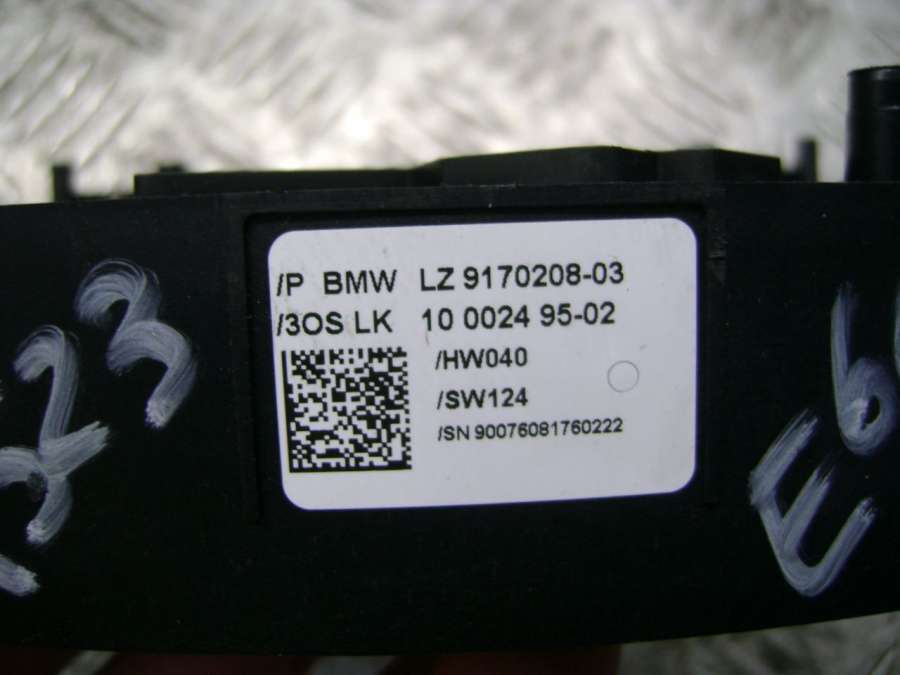 /P BMW LZ 9170208-03
/3OS LK 10 0024 95-02
/HW040
/SW124
/SN 90076081760222